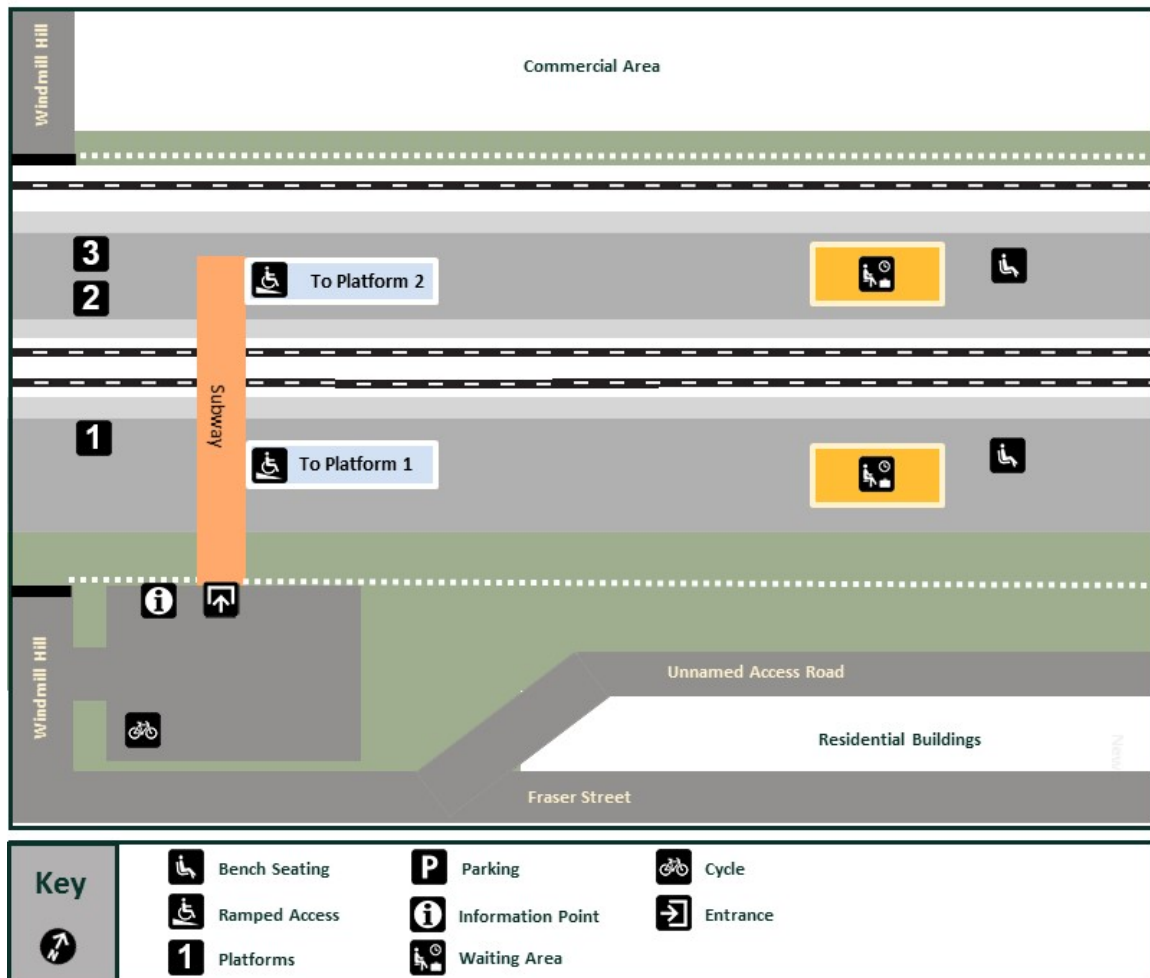 Windmill Hill
Commercial Area
3
To Platform 2
2
Subway
1
To Platform 1
i
Windmill Hill
Unnamed Access Road
Residential Buildings
New
Fraser Street
Key
N
Bench Seating
Ramped Access
1 Platforms
P Parking
i Information Point
Waiting Area
Cycle
Entrance